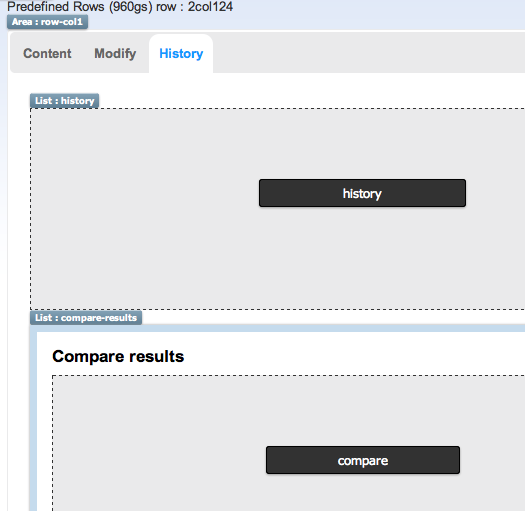 Predefined Rows (960gs) row : 2col124
Area : row-col1
Content Modify History
List : history
history
List : compare-results
Compare results
compare